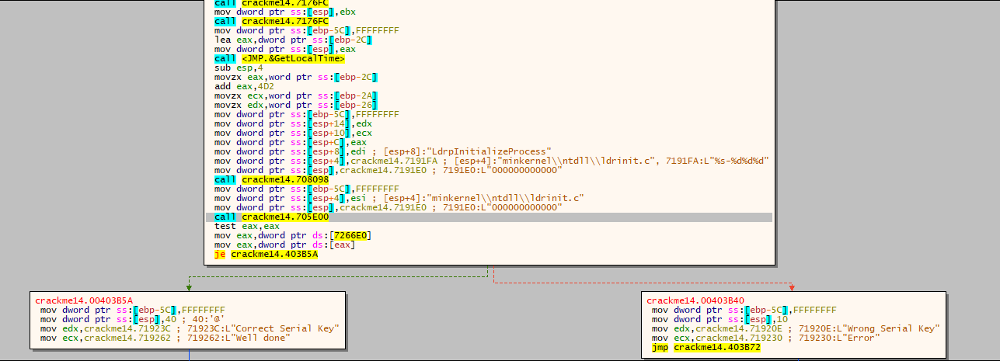 call crackme14.7176FC
mov dword ptr ss:[esp],ebx
call crackme14.7176FC
mov dword ptr ss:[ebp-5C],FFFFFFFF
lea eax,dword ptr ss:[ebp-2C]
mov dword ptr ss:[esp],eax
call <JMP.&GetLocalTime>
sub esp,4
movzx eax,word ptr ss:[ebp-2C]
add eax,4D2
movzx ecx,word ptr ss:[ebp-2A]
movzx edx,word ptr ss:[ebp-26]
mov dword ptr ss:[ebp-5C],FFFFFFFF
mov dword ptr ss:[esp+14],edx
mov dword ptr ss:[esp+10],ecx
mov dword ptr ss:[esp+C],eax
mov dword ptr ss:[esp+8],edi ; [esp+8]:"LdrpInitializeProcess"
mov dword ptr ss:[esp+4],crackme14.7191FA ; [esp+4]:"minkernel\\ntdll\\ldrinit.c", 7191FA:L"%s-%d%d%d"
mov dword ptr ss:[esp],crackme14.7191E0 ; 7191E0:L"000000000000"
call crackme14.708098
mov dword ptr ss:[ebp-5C],FFFFFFFF
mov dword ptr ss:[esp+4],esi ; [esp+4]:"minkernel\\ntdll\\ldrinit.c"
mov dword ptr ss:[esp],crackme14.7191E0 ; 7191E0:L"000000000000"
call crackme14.705E00
test eax,eax
mov eax,dword ptr ds:[7266E0]
mov eax,dword ptr ds:[eax]
je crackme14.403B5A
crackme14.00403B5A
mov dword ptr ss:[ebp-5C],FFFFFFFF
mov dword ptr ss:[esp],40 ; 40:'@'
mov edx,crackme14.71923C ; 71923C:L"Correct Serial Key"
mov ecx,crackme14.719262 ; 719262:L"Well done"
crackme14.00403B40
mov dword ptr ss:[ebp-5C],FFFFFFFF
mov dword ptr ss:[esp],10
mov edx,crackme14.71920E ; 71920E:L"Wrong Serial Key"
mov ecx,crackme14.719230 ; 719230:L"Error"
jmp crackme14.403B72